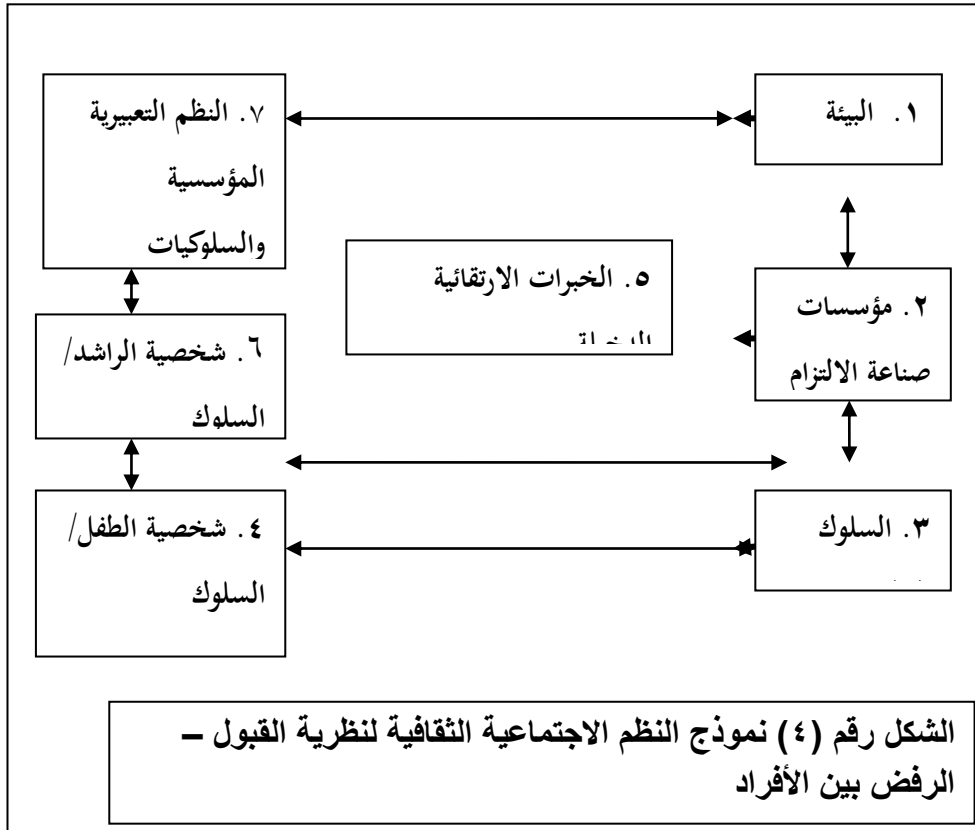 ١. البيئة
٧. النظم التعبيرية
المؤسسية
والسلوكيات
٥. الخبرات الارتقائية
٢. مؤسسات
صناعة الالتزام
٦. شخصية الراشد/
السلوك
٣. السلوك
٤. شخصية الطفل/
السلوك
الشكل رقم (٤) نموذج النظم الاجتماعية الثقافية لنظرية القبول –
الرفض بين الأفراد